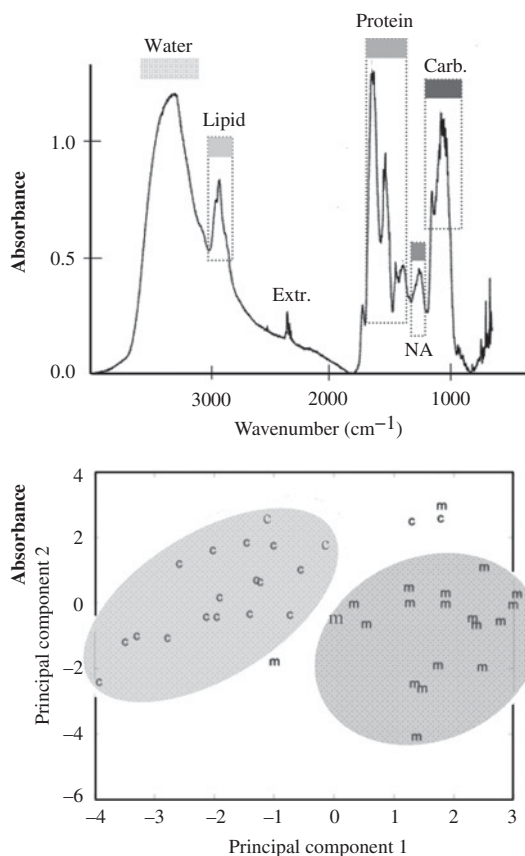 Protein
Water
Carb.
Lipid
1.0
Absorbance
0.5
Extr.
NA
0.0
3000
2000
1000
Wavenumber (cm−1)
4
Absorbance
Principal component 2
m
c c c
2
c c c
c
c m
c
c c m m m
c
0
m m m m
c c c c m m m
m m
c c c
m m m
−2
c m m
−4
m
−6
−4 −3 −2 −1 0 1 2 3
Principal component 1